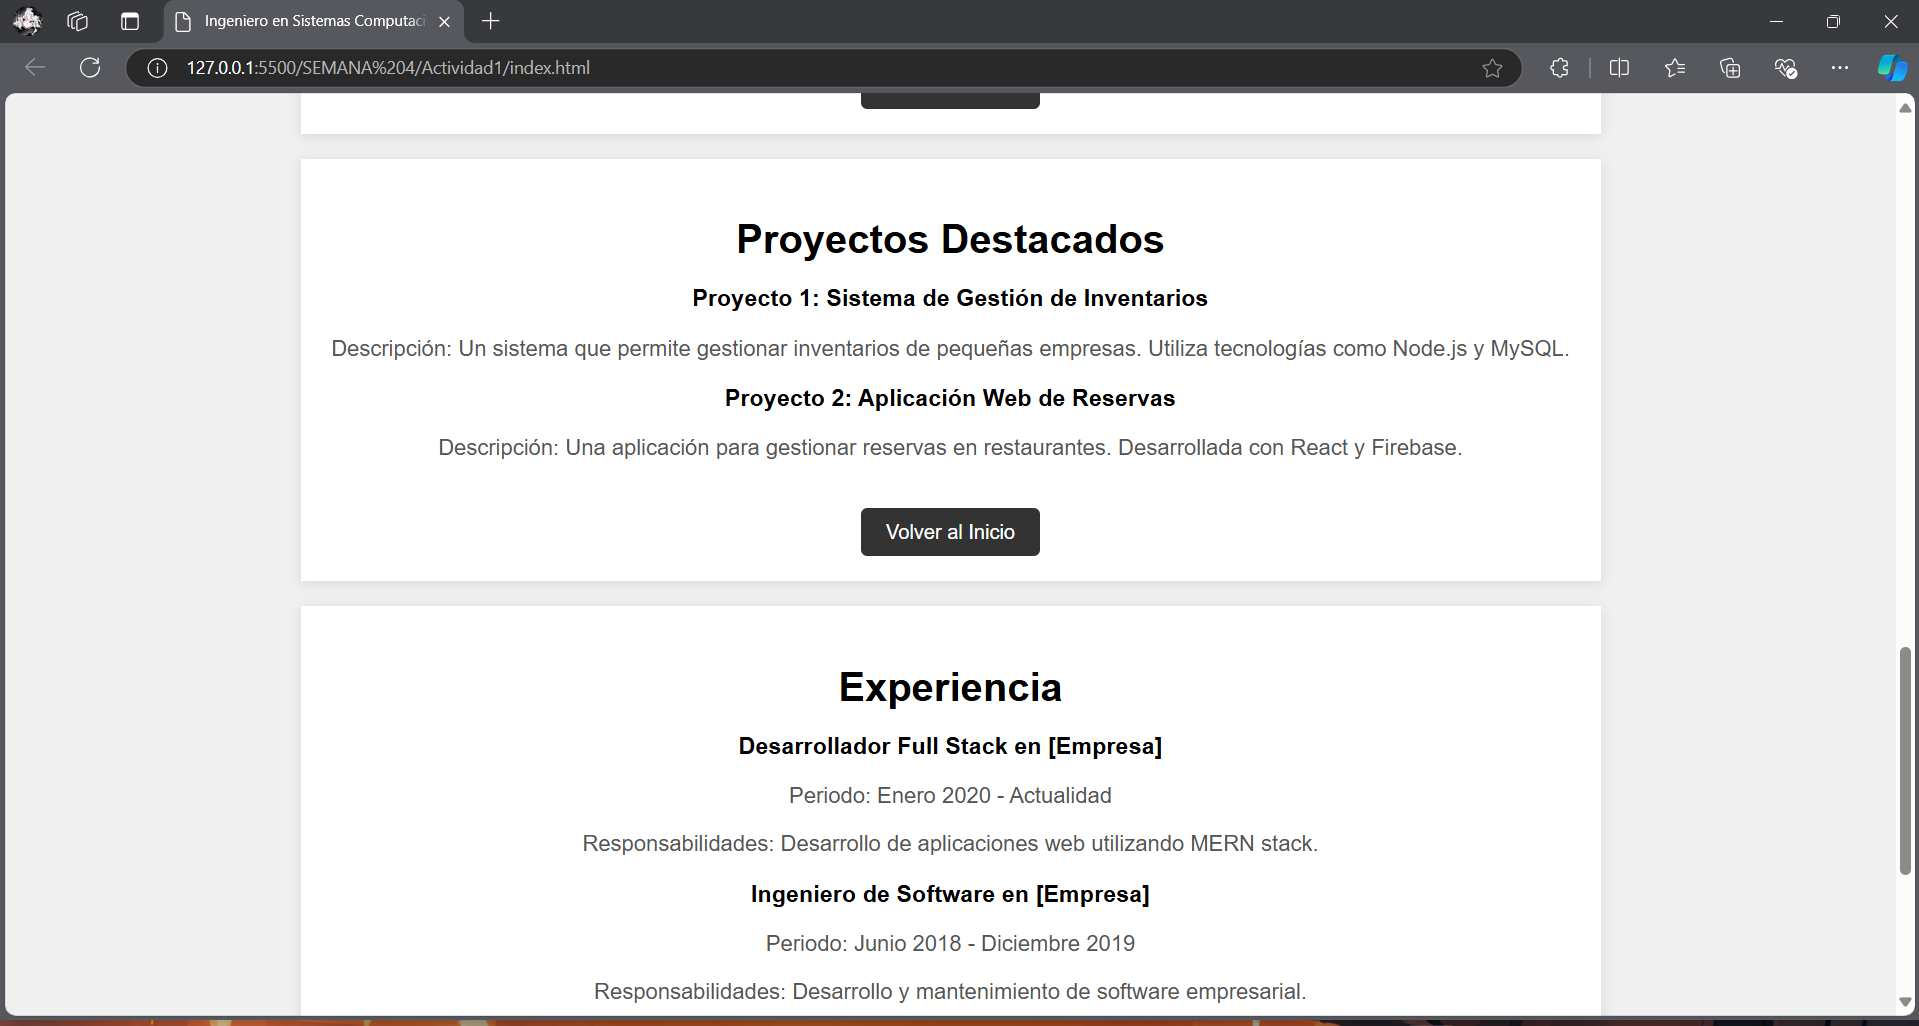 Ingeniero en Sistemas Computaci
127.0.0.1:5500/SEMANA%204/Actividad1/index.html
Proyectos Destacados
Proyecto 1: Sistema de Gestión de Inventarios
Descripción: Un sistema que permite gestionar inventarios de pequeñas empresas. Utiliza tecnologías como Node.js y MySQL.
Proyecto 2: Aplicación Web de Reservas
Descripción: Una aplicación para gestionar reservas en restaurantes. Desarrollada con React y Firebase.
Volver al Inicio
Experiencia
Desarrollador Full Stack en [Empresa]
Periodo: Enero 2020 - Actualidad
Responsabilidades: Desarrollo de aplicaciones web utilizando MERN stack.
Ingeniero de Software en [Empresa]
Periodo: Junio 2018 - Diciembre 2019
Responsabilidades: Desarrollo y mantenimiento de software empresarial.